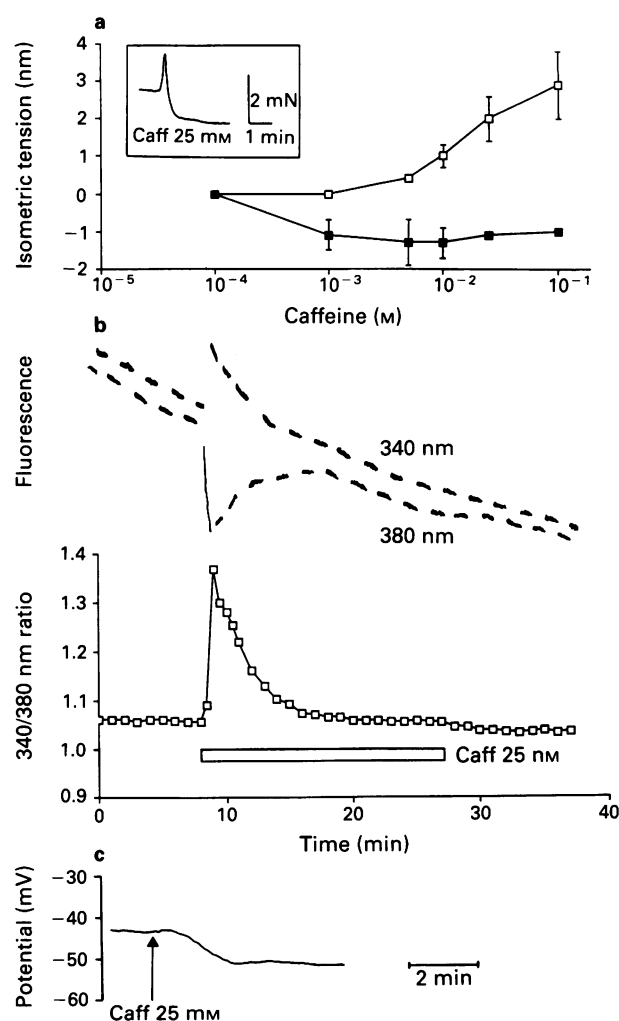 a
Isometric tension (nm)
4
3
2
1
0
−1
−2
Caff 25 mM
2 mN
1 min
10⁻⁵ 10⁻⁴ 10⁻³ 10⁻² 10⁻¹
Caffeine (M)
b
Fluorescence
340 nm
380 nm
340/380 nm ratio
1.4
1.3
1.2
1.1
1.0
0.9
Caff 25 nM
0 10 20 30 40
Time (min)
c
Potential (mV)
−30
−40
−50
−60
2 min
Caff 25 mM